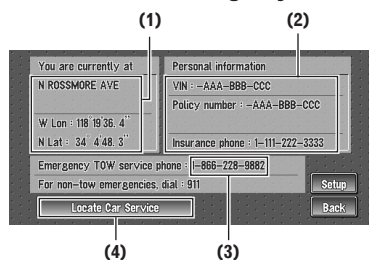 (1)
(2)
You are currently at
Personal information
N ROSSMORE AVE
VIN : -AAA-BBB-CCC
Policy number : -AAA-BBB-CCC
W Lon : 118°19'36. 4"
N Lat : 34° 4'48. 3"
Insurance phone : 1-111-222-3333
Emergency TOW service phone : 1-866-228-9882
For non-tow emergencies, dial : 911
Setup
Locate Car Service
Back
(4)
(3)